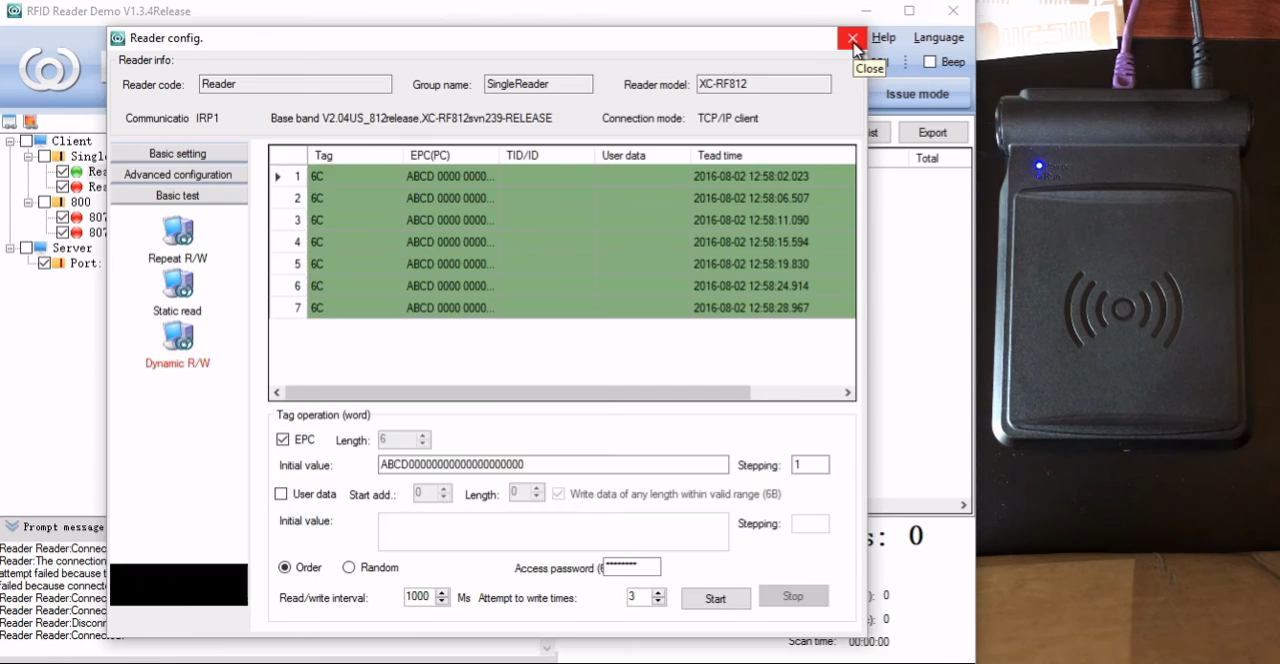 RFID Reader Demo V1.3.4Release
Reader config.
Help Language
Close
Beep
Issue mode
Export
Total
Reader info:
Reader code: Reader Group name: SingleReader Reader model: XC-RF812
Communicatio IRP1 Base band V2.04US_812release,XC-RF812svn239-RELEASE Connection mode: TCP/IP client
Client
Singl
Rea
Rea
800
807
807
Server
Port:
Basic setting
Advanced configuration
Basic test
Repeat R/W
Static read
Dynamic R/W
Tag EPC(PC) TID/ID User data Tead time
1 6C ABCD 0000 0000... 2016-08-02 12:58:02.023
2 6C ABCD 0000 0000... 2016-08-02 12:58:06.507
3 6C ABCD 0000 0000... 2016-08-02 12:58:11.090
4 6C ABCD 0000 0000... 2016-08-02 12:58:15.594
5 6C ABCD 0000 0000... 2016-08-02 12:58:19.830
6 6C ABCD 0000 0000... 2016-08-02 12:58:24.914
7 6C ABCD 0000 0000... 2016-08-02 12:58:28.967
Tag operation (word)
EPC Length: 6
Initial value: ABCD00000000000000000000 Stepping: 1
User data Start add.: 0 Length: 0 Write data of any length within valid range (6B)
Initial value: Stepping:
Order Random Access password (6 ********
Read/write interval: 1000 Ms Attempt to write times: 3 Start Stop
Prompt message
Reader Reader:Connec
Reader:The connection
attempt failed because t
failed because connecte
Reader Reader:Connec
Reader Reader:Connec
Reader Reader:Disconn
Reader Reader:Connected.
s: 0
): 0
): 0
Scan time: 00:00:00